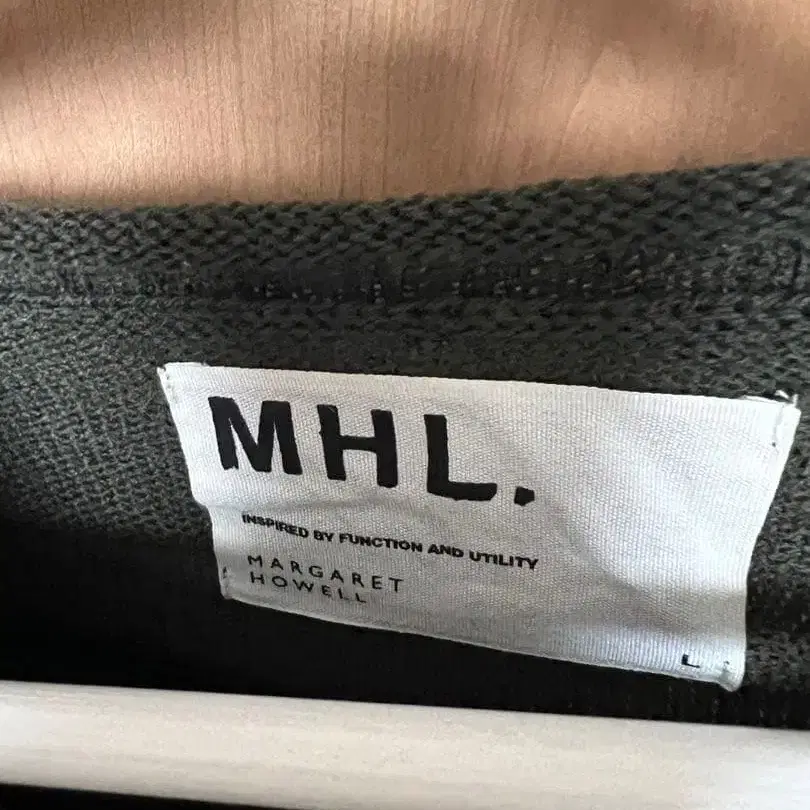 MHL.
INSPIRED BY FUNCTION AND UTILITY
MARGARET
HOWELL
L